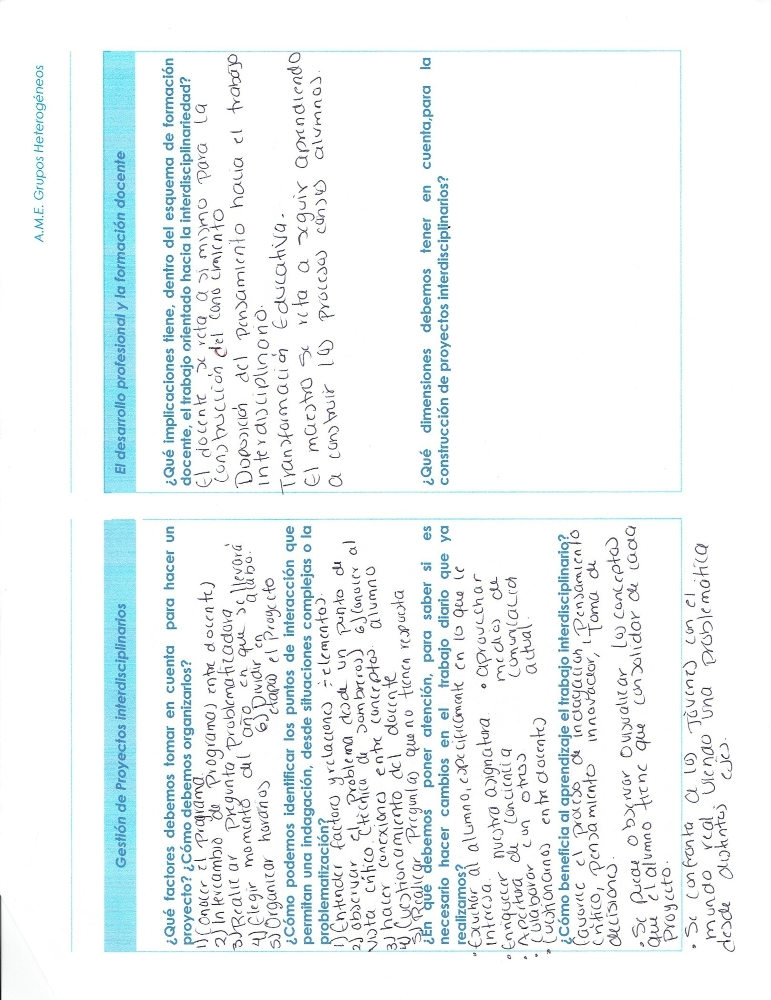 A.M.E. Grupos Heterogéneos
Gestión de Proyectos interdisciplinarios
¿Qué factores debemos tomar en cuenta para hacer un
proyecto? ¿Cómo debemos organizarlos?
1) Conocer el programa.
2) Intercambio de programas entre docentes
3) Realizar pregunta problematizadora
4) Elegir momento del año en que se llevará
a cabo.
5) Organizar horarios
6) Dividir en
etapas el proyecto
¿Cómo podemos identificar los puntos de interacción que
permitan una indagación, desde situaciones complejas o la
problematización?
1) Entender factores y relaciones = elementos.
2) observar el problema desde un punto de
vista crítico. (técnica de sombreros)
3) hacer conexiones entre conceptos.
4) Cuestionamiento del docente
5) Realizar preguntas que no tienen respuesta
6) Conocer al
alumno
¿En qué debemos poner atención, para saber si es
necesario hacer cambios en el trabajo diario que ya
realizamos?
• Escuchar al alumno, específicamente en lo que le
interesa.
• Enriquecer nuestra asignatura.
• Apertura de conciencia
• Colaborar con otros
• Cuestionarnos entre docentes
• aprovechar
medios de
comunicación
actual.
¿Cómo beneficia al aprendizaje el trabajo interdisciplinario?
favorece el proceso de indagación, Pensamiento
crítico, pensamiento innovador, Toma de
decisiones.
• Se puede observar o visualizar los conceptos
que el alumno tiene que consolidar de cada
proyecto.
• Se confronta a los Jóvenes con el
mundo real viendo una problemática
desde distintos ejes.
El desarrollo profesional y la formación docente
¿Qué implicaciones tiene, dentro del esquema de formación
docente, el trabajo orientado hacia la interdisciplinariedad?
El docente se reta a si mismo para la
construcción del conocimiento
Disposición del pensamiento hacia el trabajo
interdisciplinario.
Transformación Educativa.
El maestro se reta a seguir aprendiendo
a construir los procesos con sus alumnos.
¿Qué dimensiones debemos tener en cuenta,para la
construcción de proyectos interdisciplinarios?